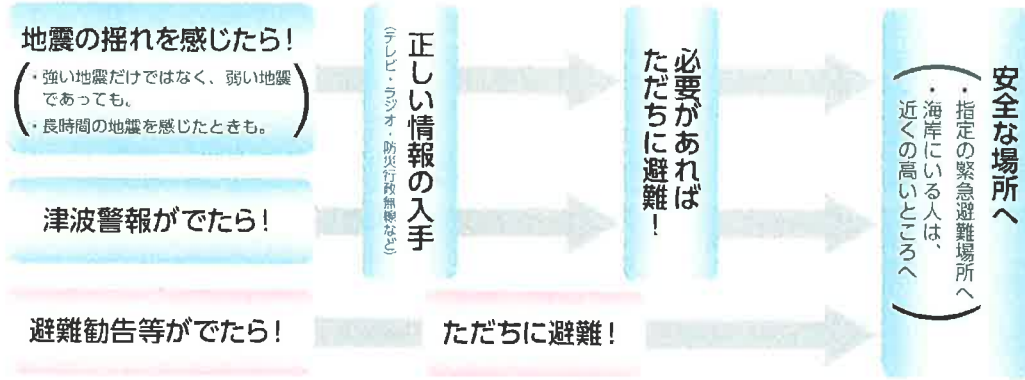 地震の揺れを感じたら!
・強い地震だけではなく、弱い地震
であっても。
・長時間の地震を感じたときも。
津波警報がでたら!
避難勧告等がでたら!
正しい情報の入手
(テレビ・ラジオ・防災行政無線など)
必要があれば
ただちに避難!
ただちに避難!
安全な場所へ
・指定の緊急避難場所へ
・海岸にいる人は、
近くの高いところへ